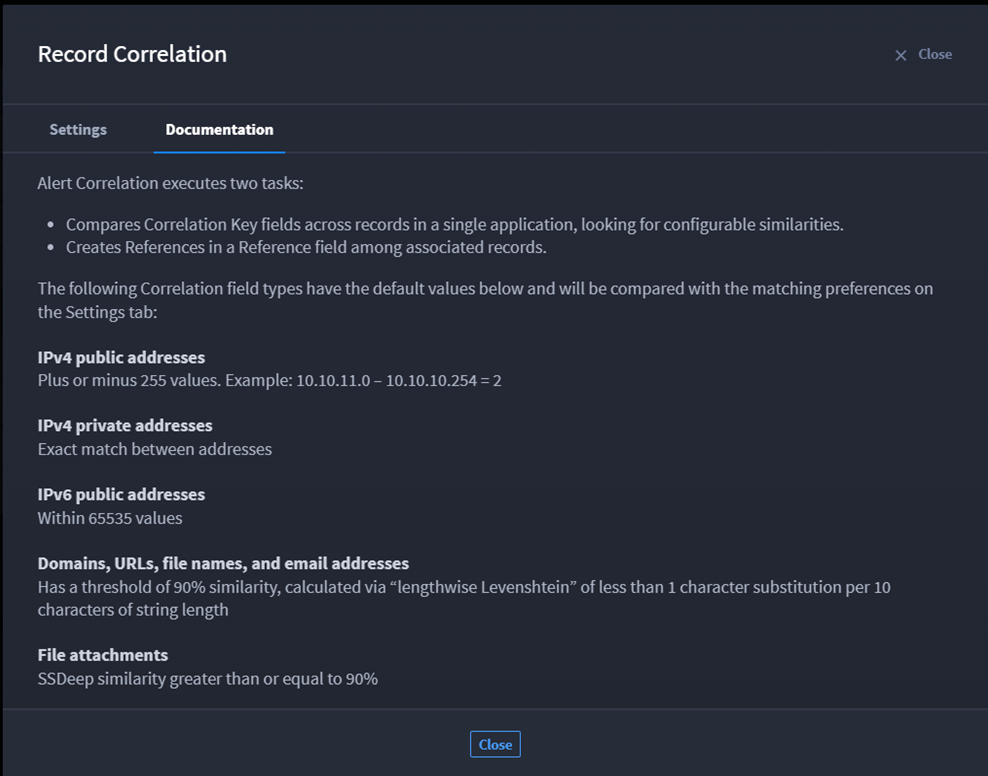 Record Correlation
× Close
Settings
Documentation
Alert Correlation executes two tasks:
• Compares Correlation Key fields across records in a single application, looking for configurable similarities.
• Creates References in a Reference field among associated records.
The following Correlation field types have the default values below and will be compared with the matching preferences on
the Settings tab:
IPv4 public addresses
Plus or minus 255 values. Example: 10.10.11.0 – 10.10.10.254 = 2
IPv4 private addresses
Exact match between addresses
IPv6 public addresses
Within 65535 values
Domains, URLs, file names, and email addresses
Has a threshold of 90% similarity, calculated via “lengthwise Levenshtein” of less than 1 character substitution per 10
characters of string length
File attachments
SSDeep similarity greater than or equal to 90%
Close